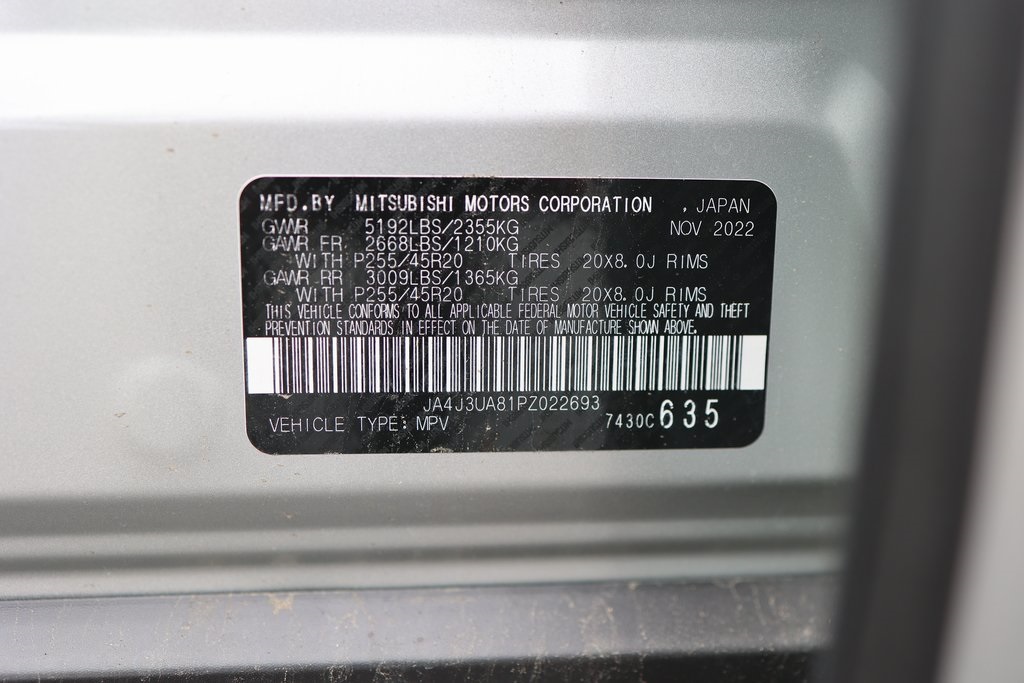 MFD.BY MITSUBISHI MOTORS CORPORATION , JAPAN
GVWR 5192LBS/2355KG NOV 2022
GAWR FR 2668LBS/1210KG
WITH P255/45R20 TIRES 20X8.0J RIMS
GAWR RR 3009LBS/1365KG
WITH P255/45R20 TIRES 20X8.0J RIMS
THIS VEHICLE CONFORMS TO ALL APPLICABLE FEDERAL MOTOR VEHICLE SAFETY AND THEFT
PREVENTION STANDARDS IN EFFECT ON THE DATE OF MANUFACTURE SHOWN ABOVE.
JA4J3UA81PZ022693
VEHICLE TYPE: MPV 7430C 635